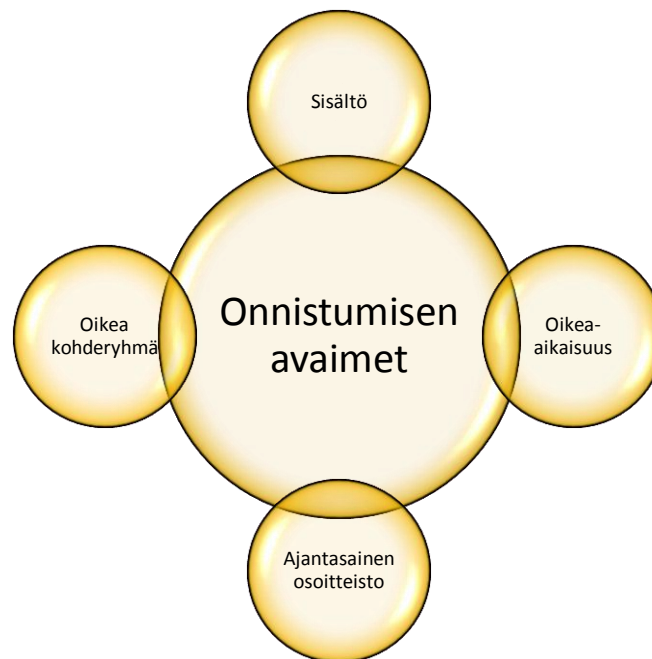 Sisältö
Oikea
kohderyhmä
Onnistumisen
avaimet
Oikea-
aikaisuus
Ajantasainen
osoitteisto